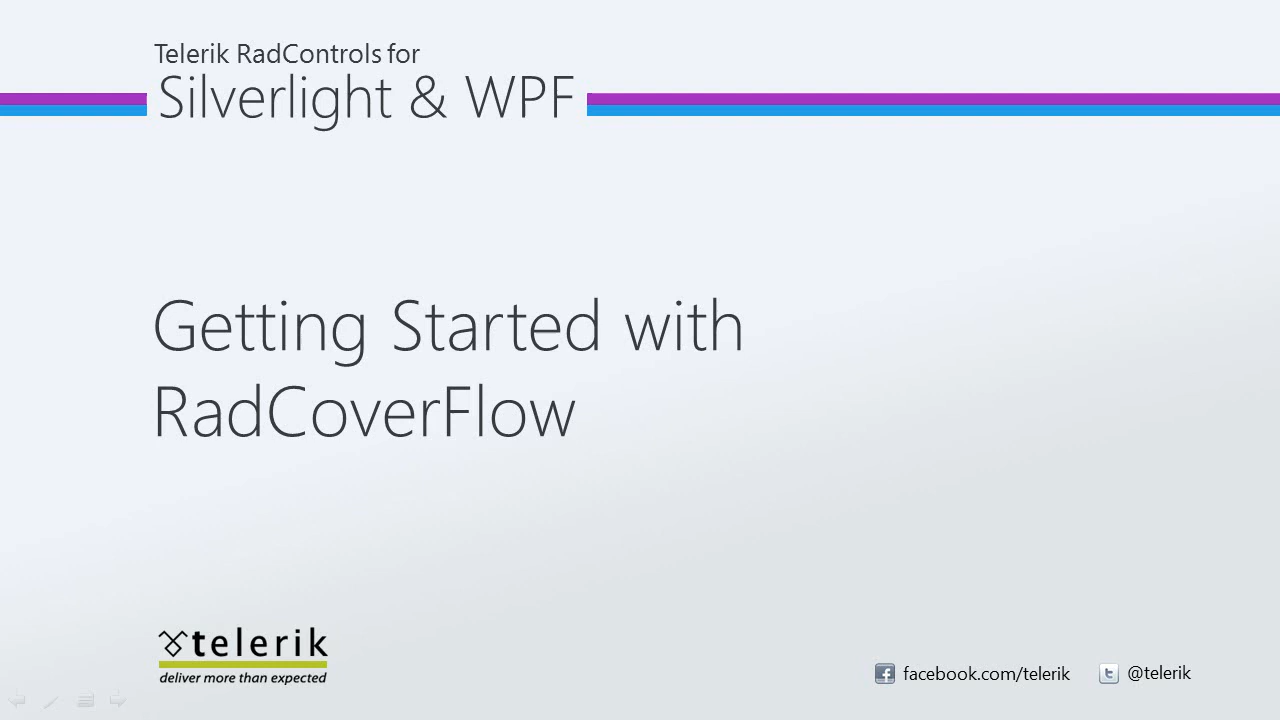 Telerik RadControls for
Silverlight & WPF
Getting Started with
RadCoverFlow
telerik
deliver more than expected
facebook.com/telerik
@telerik